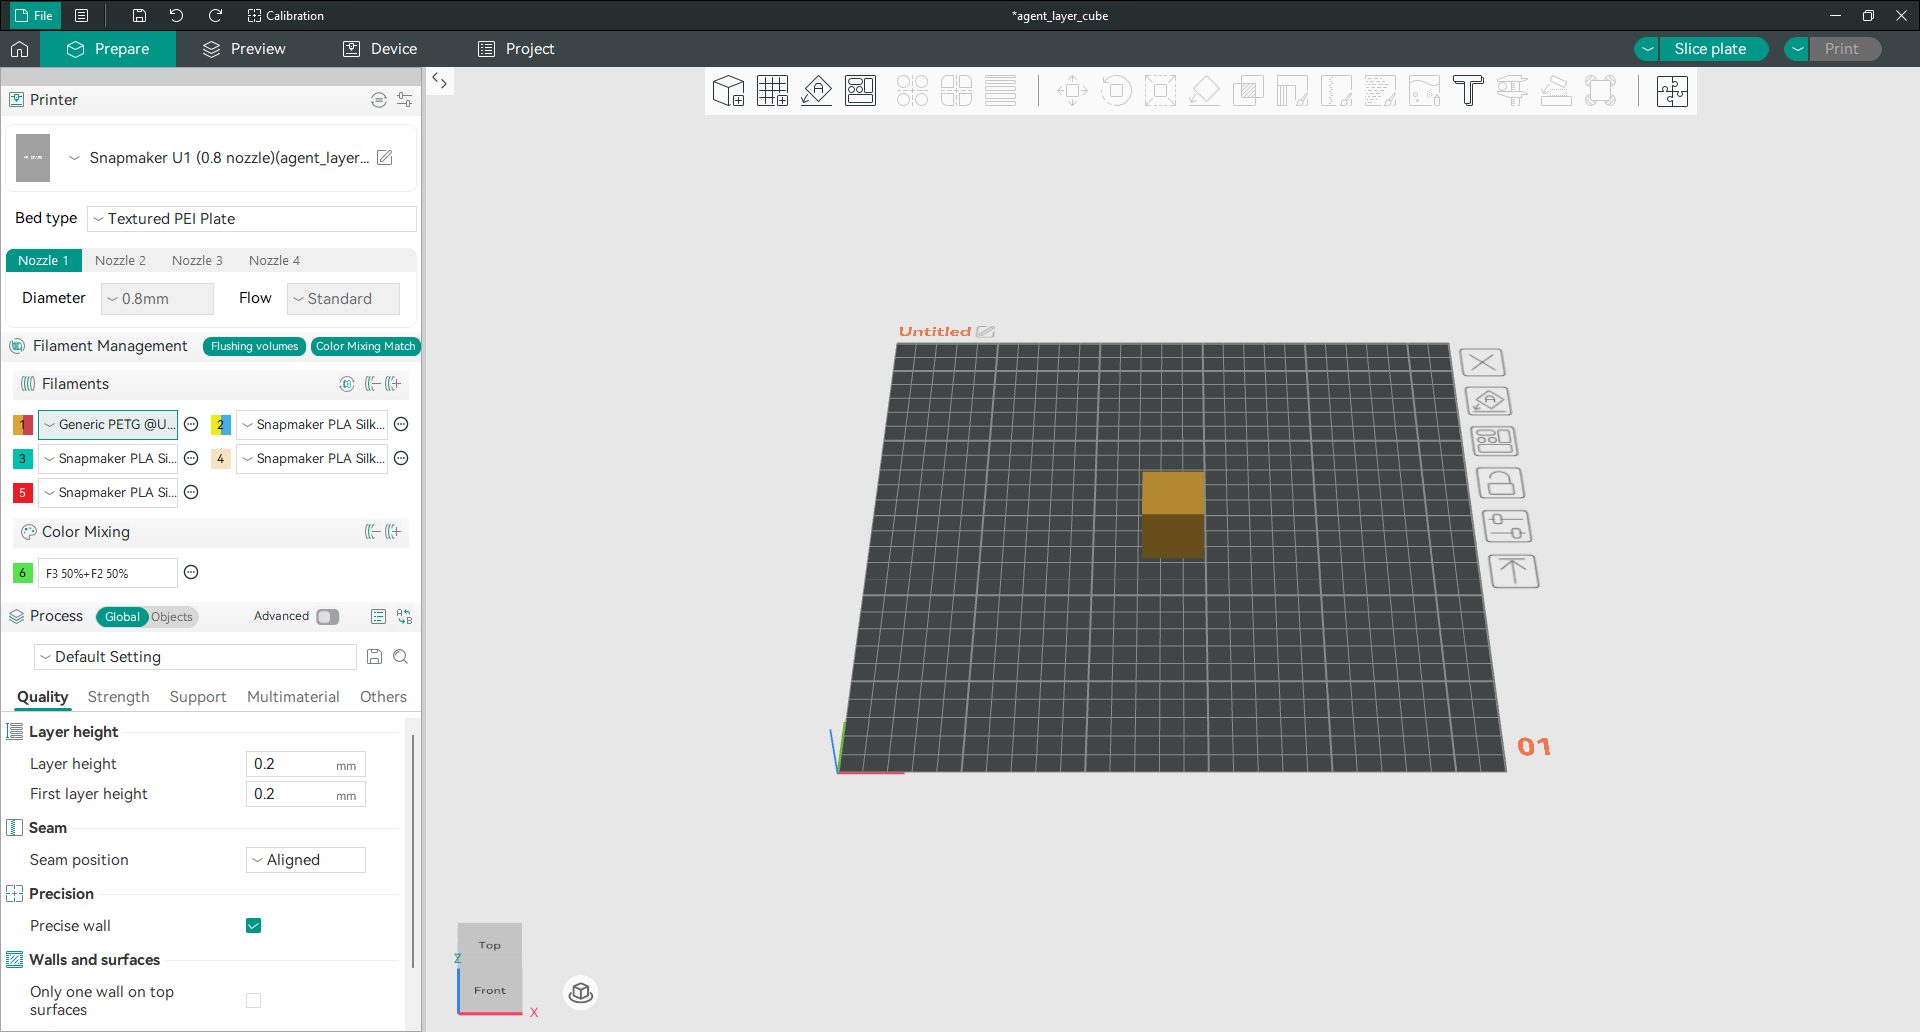 File
Calibration
*agent_layer_cube
Prepare
Preview
Device
Project
Slice plate
Print
Printer
Snapmaker U1 (0.8 nozzle)(agent_layer...
Bed type
Textured PEI Plate
Nozzle 1
Nozzle 2
Nozzle 3
Nozzle 4
Diameter
0.8mm
Flow
Standard
Filament Management
Flushing volumes
Color Mixing Match
Filaments
1
Generic PETG @U...
2
Snapmaker PLA Silk...
3
Snapmaker PLA Si...
4
Snapmaker PLA Silk...
5
Snapmaker PLA Si...
Color Mixing
6
F3 50%+F2 50%
Process
Global
Objects
Advanced
Default Setting
Quality
Strength
Support
Multimaterial
Others
Layer height
Layer height
0.2
mm
First layer height
0.2
mm
Seam
Seam position
Aligned
Precision
Precise wall
Walls and surfaces
Only one wall on top
surfaces
Untitled
01
Top
Front
Z
X